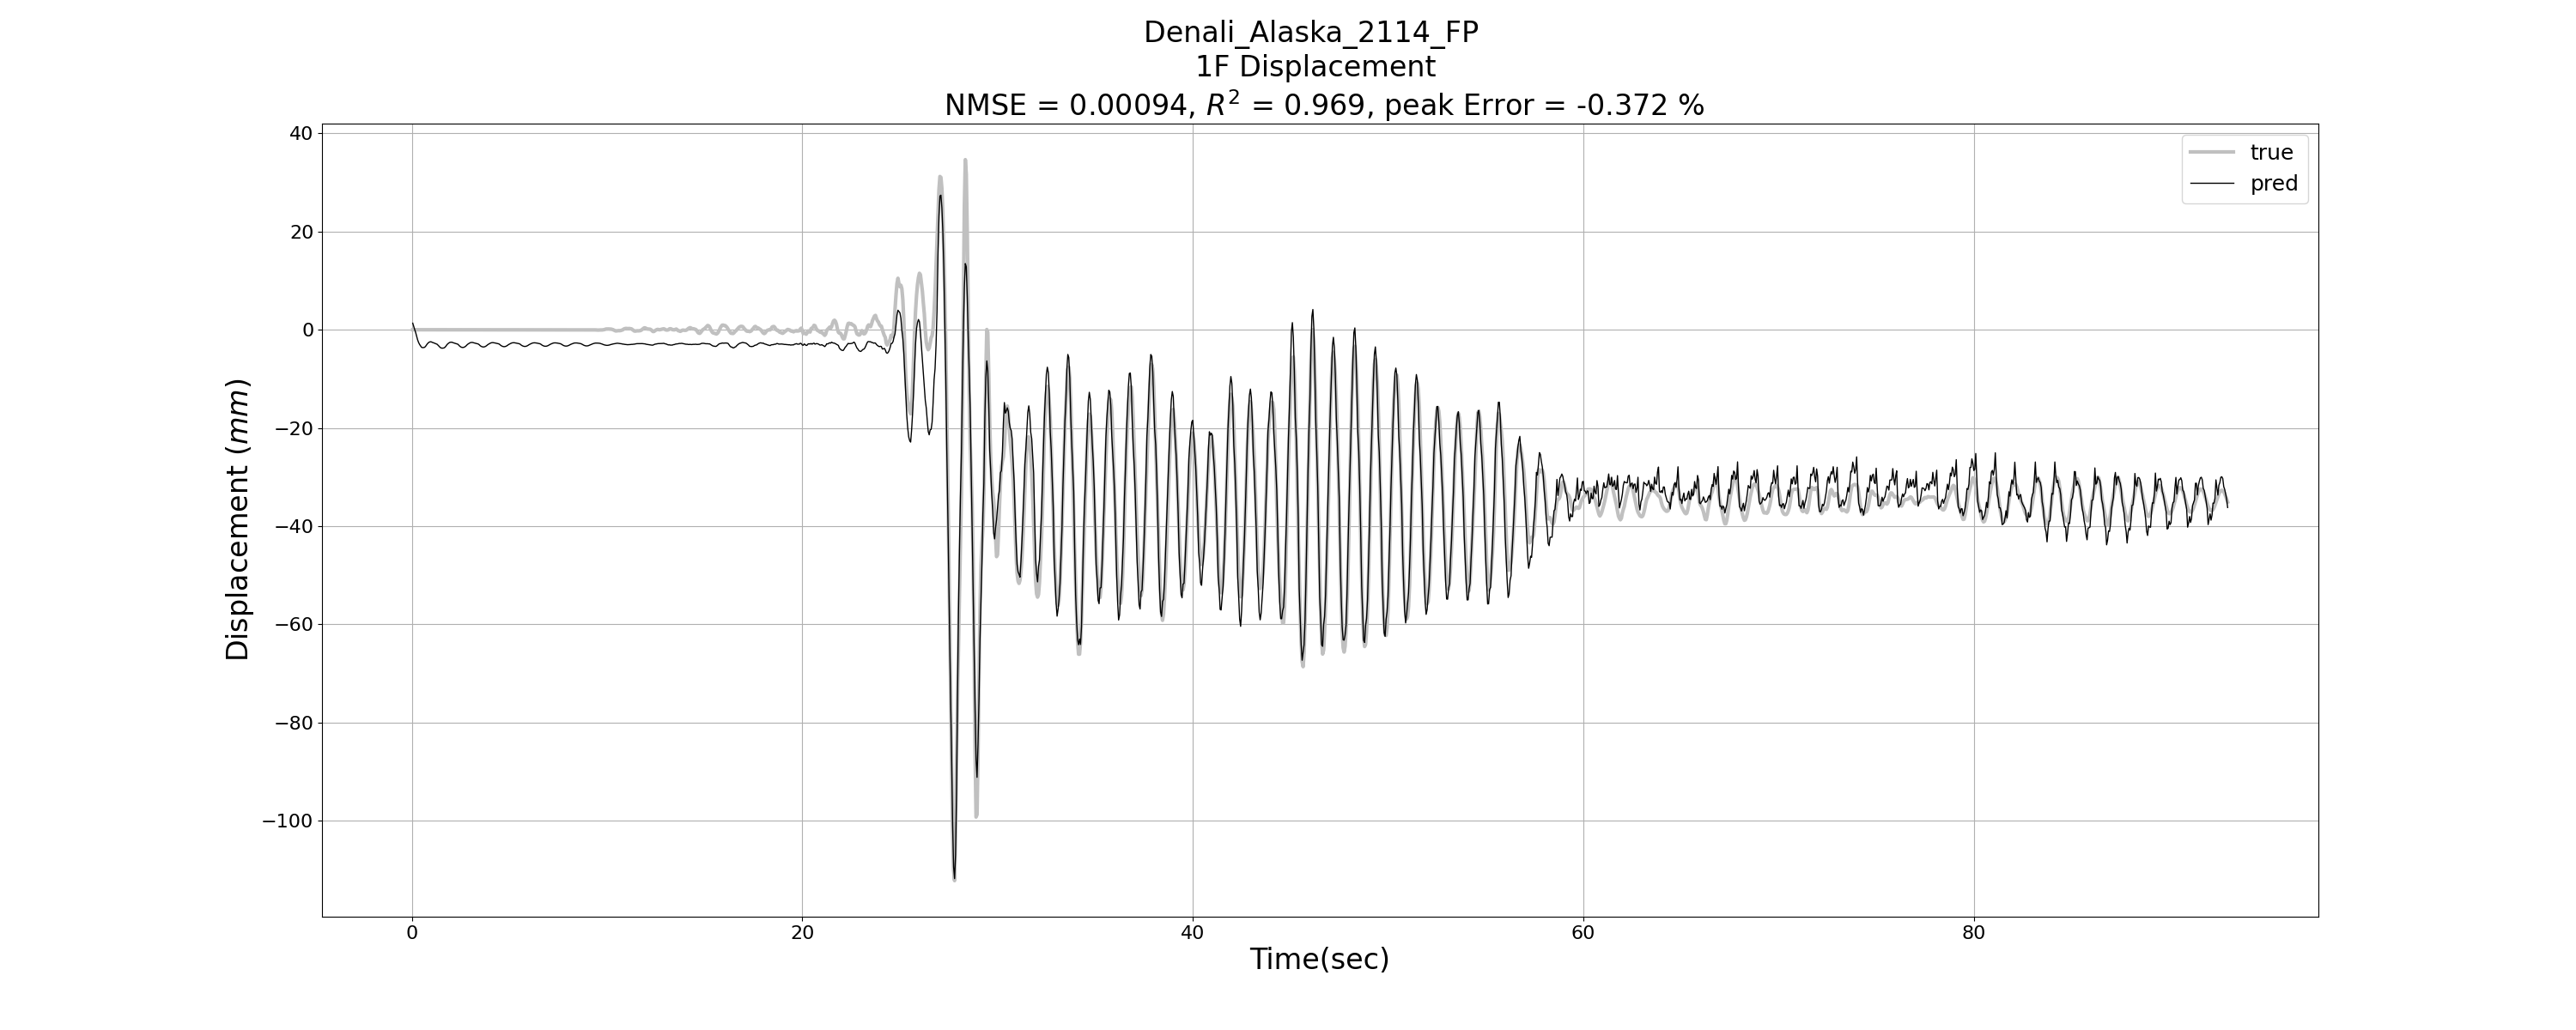 Denali_Alaska_2114_FP
1F Displacement
NMSE = 0.00094, R² = 0.969, peak Error = -0.372 %
40
20
0
−20
−40
−60
−80
−100
Displacement (mm)
true
pred
0 20 40 60 80
Time(sec)